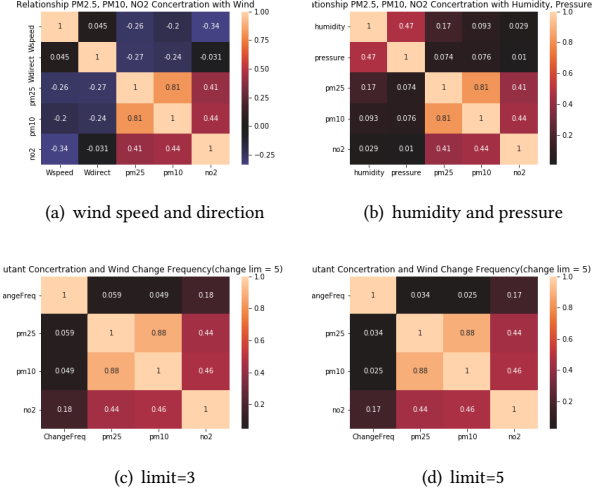 Relationship PM2.5, PM10, NO2 Concertration with Wind
Wspeed 1 0.045 -0.26 -0.2 -0.34
Wdirect 0.045 1 -0.27 -0.24 -0.031
pm25 -0.26 -0.27 1 0.81 0.41
pm10 -0.2 -0.24 0.81 1 0.44
no2 -0.34 -0.031 0.41 0.44 1
Wspeed Wdirect pm25 pm10 no2
1.00
0.75
0.50
0.25
0.00
-0.25
(a) wind speed and direction
tionship PM2.5, PM10, NO2 Concertration with Humidity, Pressure
humidity 1 0.47 0.17 0.093 0.029
pressure 0.47 1 0.074 0.076 0.01
pm25 0.17 0.074 1 0.81 0.41
pm10 0.093 0.076 0.81 1 0.44
no2 0.029 0.01 0.41 0.44 1
humidity pressure pm25 pm10 no2
1.0
0.8
0.6
0.4
0.2
(b) humidity and pressure
utant Concertration and Wind Change Frequency(change lim = 5)
angeFreq 1 0.059 0.049 0.18
pm25 0.059 1 0.88 0.44
pm10 0.049 0.88 1 0.46
no2 0.18 0.44 0.46 1
ChangeFreq pm25 pm10 no2
1.0
0.8
0.6
0.4
0.2
(c) limit=3
utant Concertration and Wind Change Frequency(change lim = 5)
angeFreq 1 0.034 0.025 0.17
pm25 0.034 1 0.88 0.44
pm10 0.025 0.88 1 0.46
no2 0.17 0.44 0.46 1
ChangeFreq pm25 pm10 no2
1.0
0.8
0.6
0.4
0.2
(d) limit=5